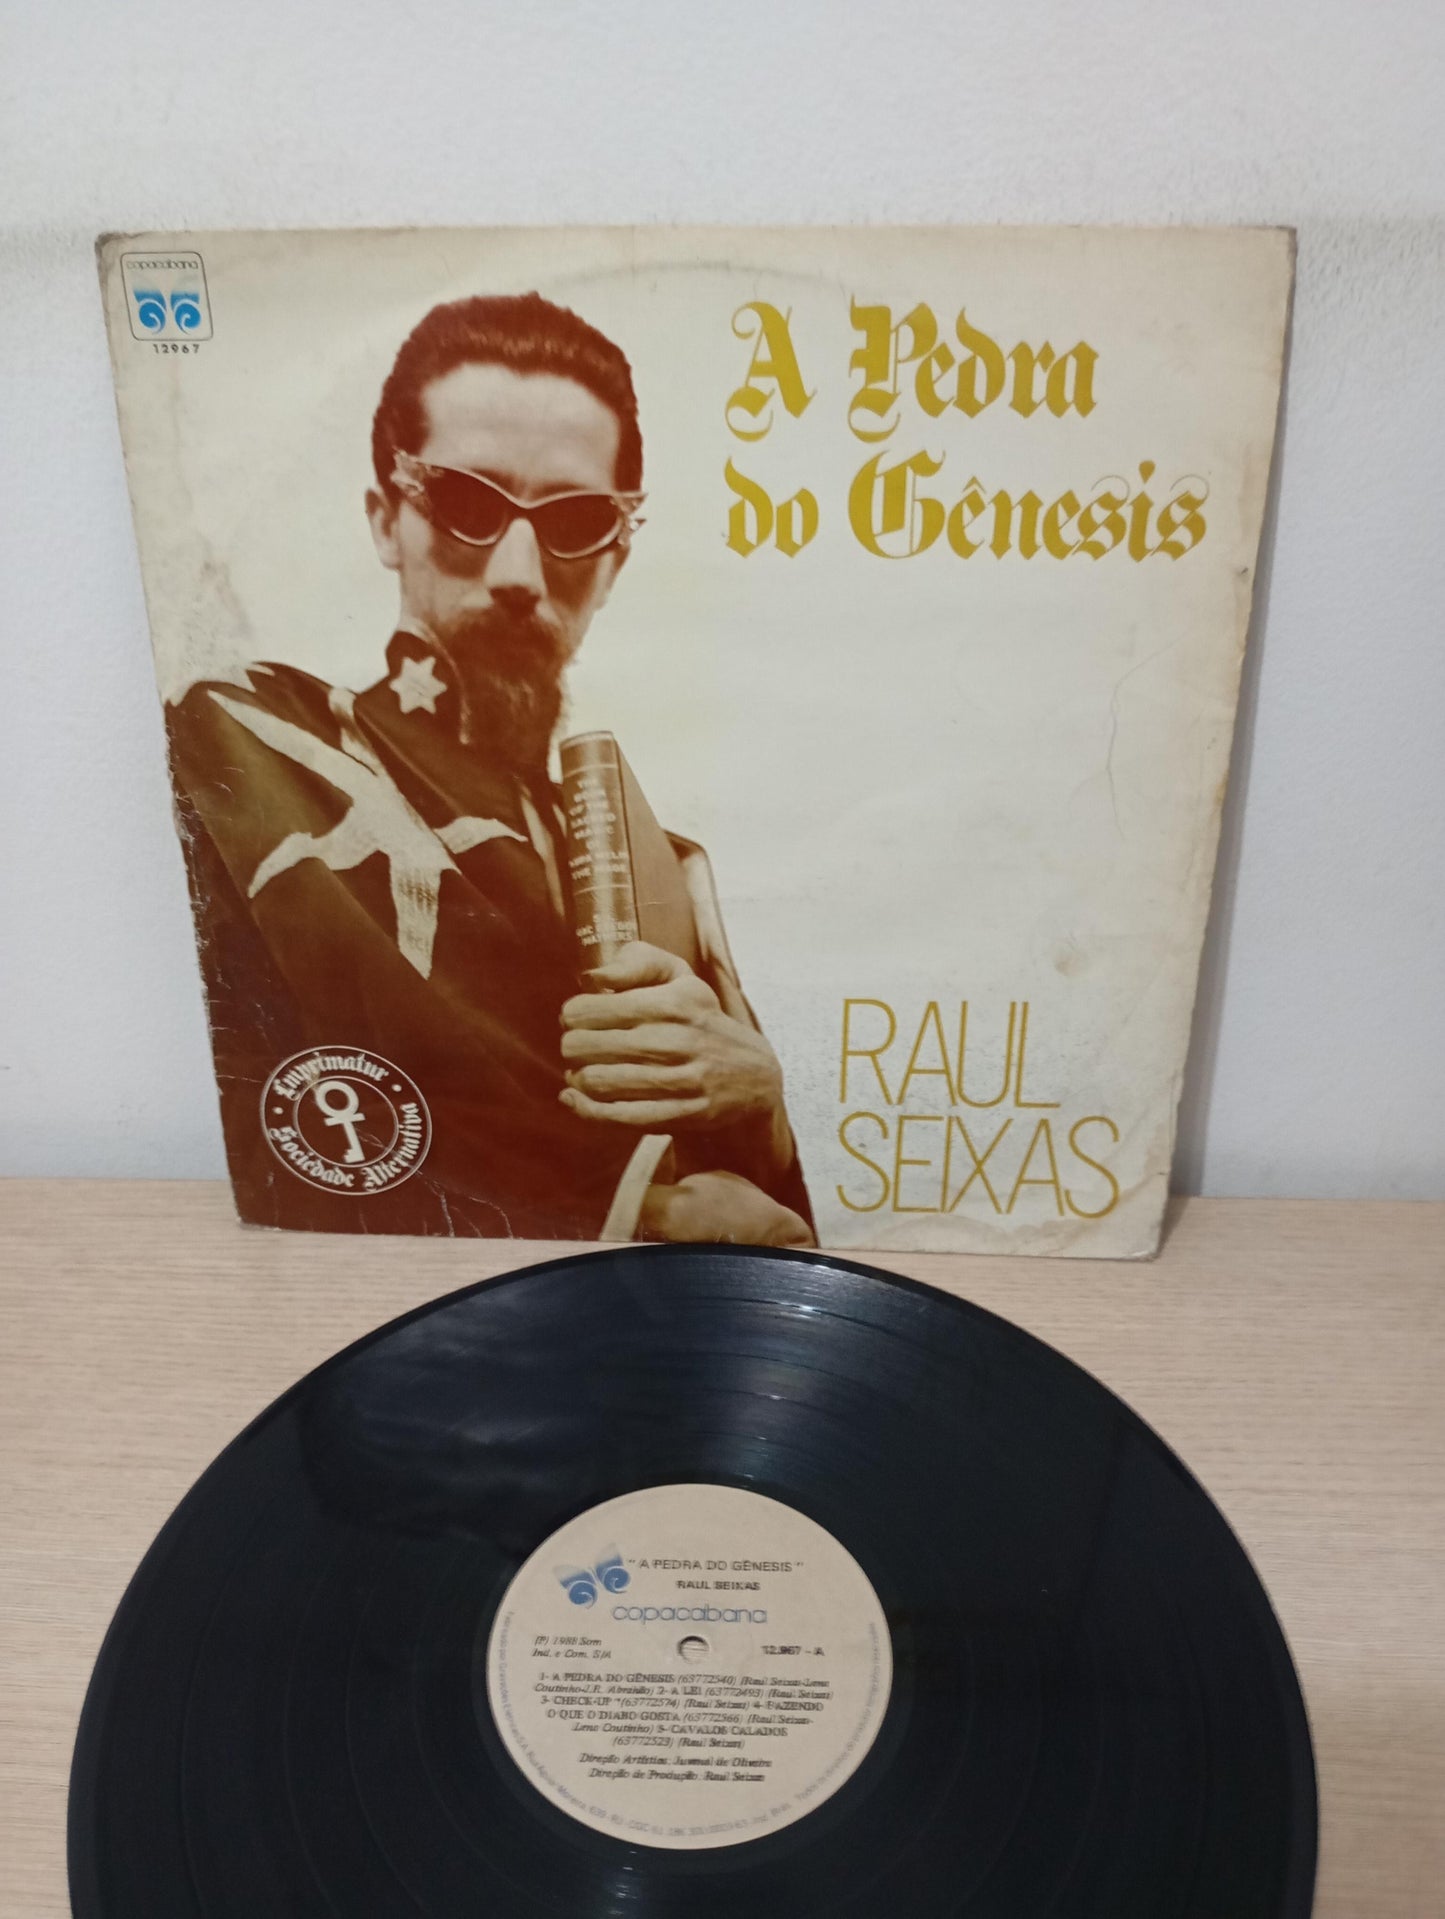 copacabana
12967
A Pedra
do Gênesis
RAUL
SEIXAS
Imprimatur
Sociedade Alternativa
"A PEDRA DO GÊNESIS"
RAUL SEIXAS
copacabana
(P) 1988 Som
Ind. e Com. S/A
12.967 - A
1- A PEDRA DO GÊNESIS (63772540) (Raul Seixas-Leno
Coutinho-J.R. Abrahão) 2- A LEI (63772493) (Raul Seixas)
3- CHECK-UP "(63772574) (Raul Seixas) 4- FAZENDO
O QUE O DIABO GOSTA (63772566) (Raul Seixas-
Leno Coutinho) 5- CAVALOS CALADOS
(63772523) (Raul Seixas)
Direção Artística: Juvenal de Oliveira
Direção de Produção: Raul Seixas